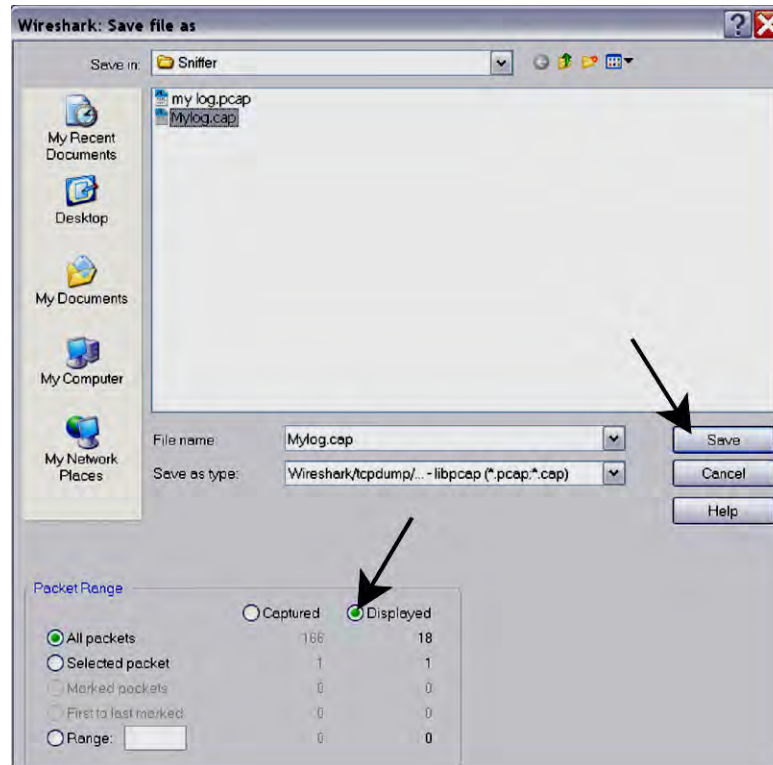 Wireshark: Save file as
Save in: Sniffer
my log.pcap
Mylog.cap
My Recent
Documents
Desktop
My Documents
My Computer
My Network
Places
File name: Mylog.cap
Save as type: Wireshark/tcpdump/... - libpcap (*.pcap;*.cap)
Save
Cancel
Help
Packet Range
Captured Displayed
All packets 166 18
Selected packet 1 1
Marked packets 0 0
First to last marked 0 0
Range: 0 0